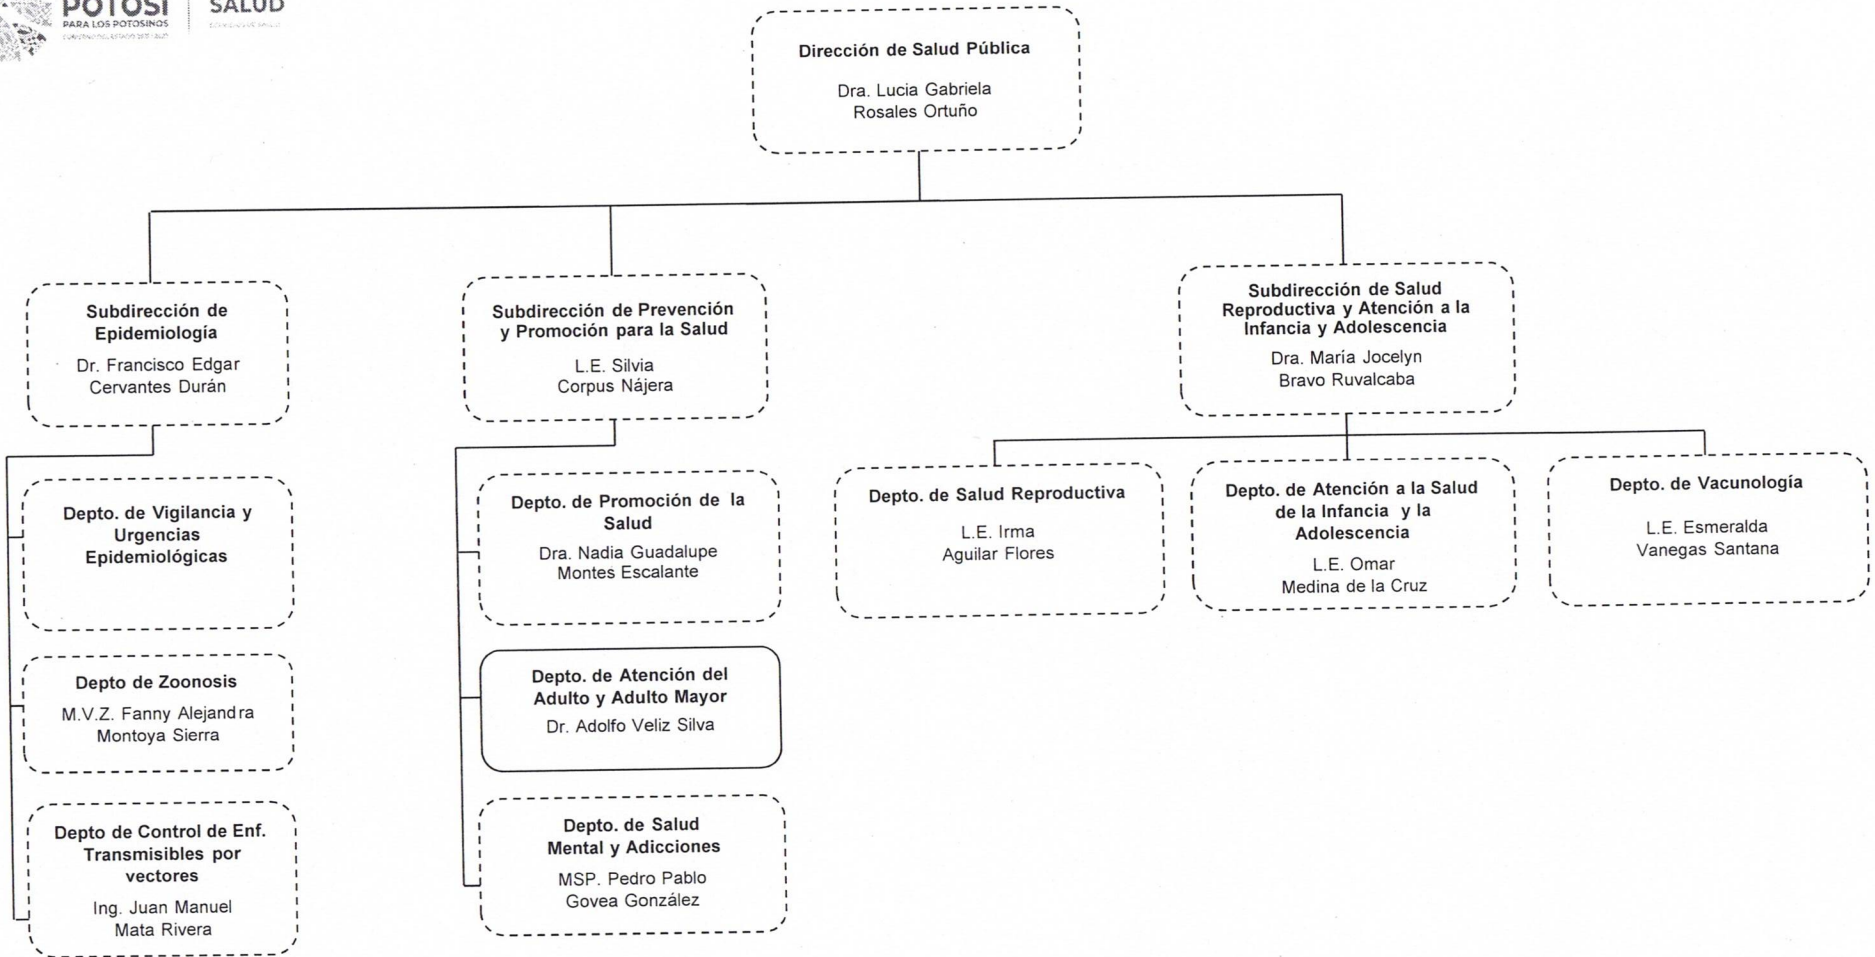 POTOSÍ
PARA LOS POTOSINOS
SALUD
Dirección de Salud Pública
Dra. Lucia Gabriela
Rosales Ortuño
Subdirección de
Epidemiología
Dr. Francisco Edgar
Cervantes Durán
Subdirección de Prevención
y Promoción para la Salud
L.E. Silvia
Corpus Nájera
Subdirección de Salud
Reproductiva y Atención a la
Infancia y Adolescencia
Dra. María Jocelyn
Bravo Ruvalcaba
Depto. de Vigilancia y
Urgencias
Epidemiológicas
Depto de Zoonosis
M.V.Z. Fanny Alejandra
Montoya Sierra
Depto de Control de Enf.
Transmisibles por
vectores
Ing. Juan Manuel
Mata Rivera
Depto. de Promoción de la
Salud
Dra. Nadia Guadalupe
Montes Escalante
Depto. de Atención del
Adulto y Adulto Mayor
Dr. Adolfo Veliz Silva
Depto. de Salud
Mental y Adicciones
MSP. Pedro Pablo
Govea González
Depto. de Salud Reproductiva
L.E. Irma
Aguilar Flores
Depto. de Atención a la Salud
de la Infancia y la
Adolescencia
L.E. Omar
Medina de la Cruz
Depto. de Vacunología
L.E. Esmeralda
Vanegas Santana